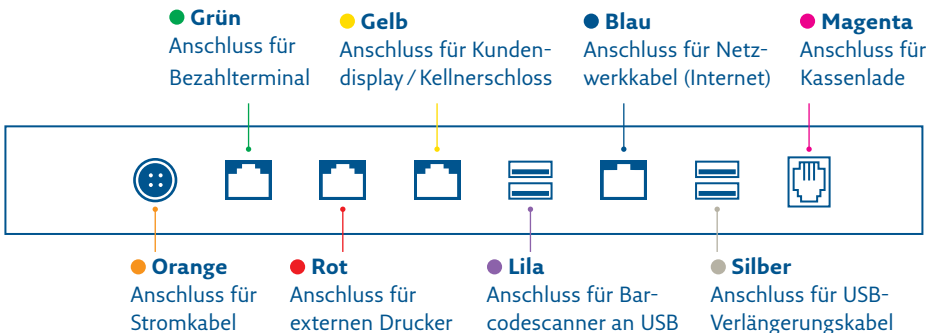 Grün
Anschluss für
Bezahlterminal
Gelb
Anschluss für Kunden-
display / Kellnerschloss
Blau
Anschluss für Netz-
werkkabel (Internet)
Magenta
Anschluss für
Kassenlade
Orange
Anschluss für
Stromkabel
Rot
Anschluss für
externen Drucker
Lila
Anschluss für Bar-
codescanner an USB
Silber
Anschluss für USB-
Verlängerungskabel